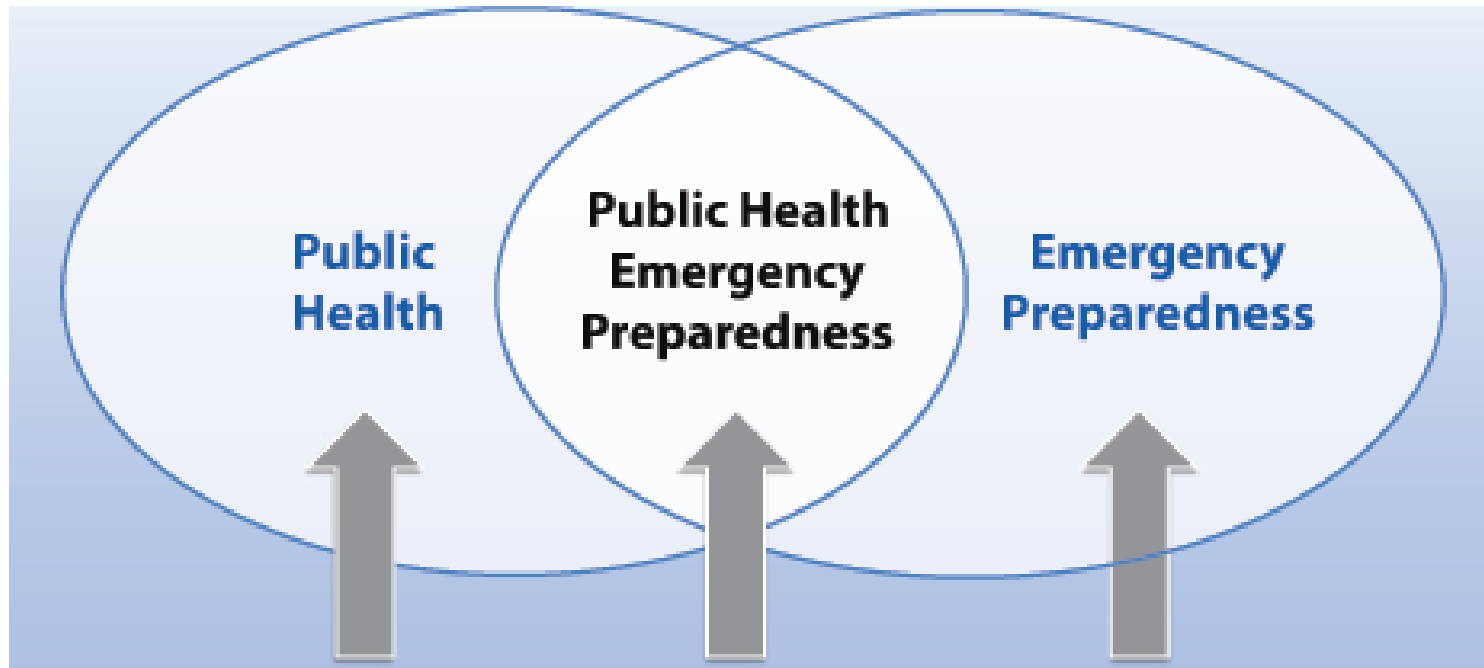 Public
Health
Public Health
Emergency
Preparedness
Emergency
Preparedness